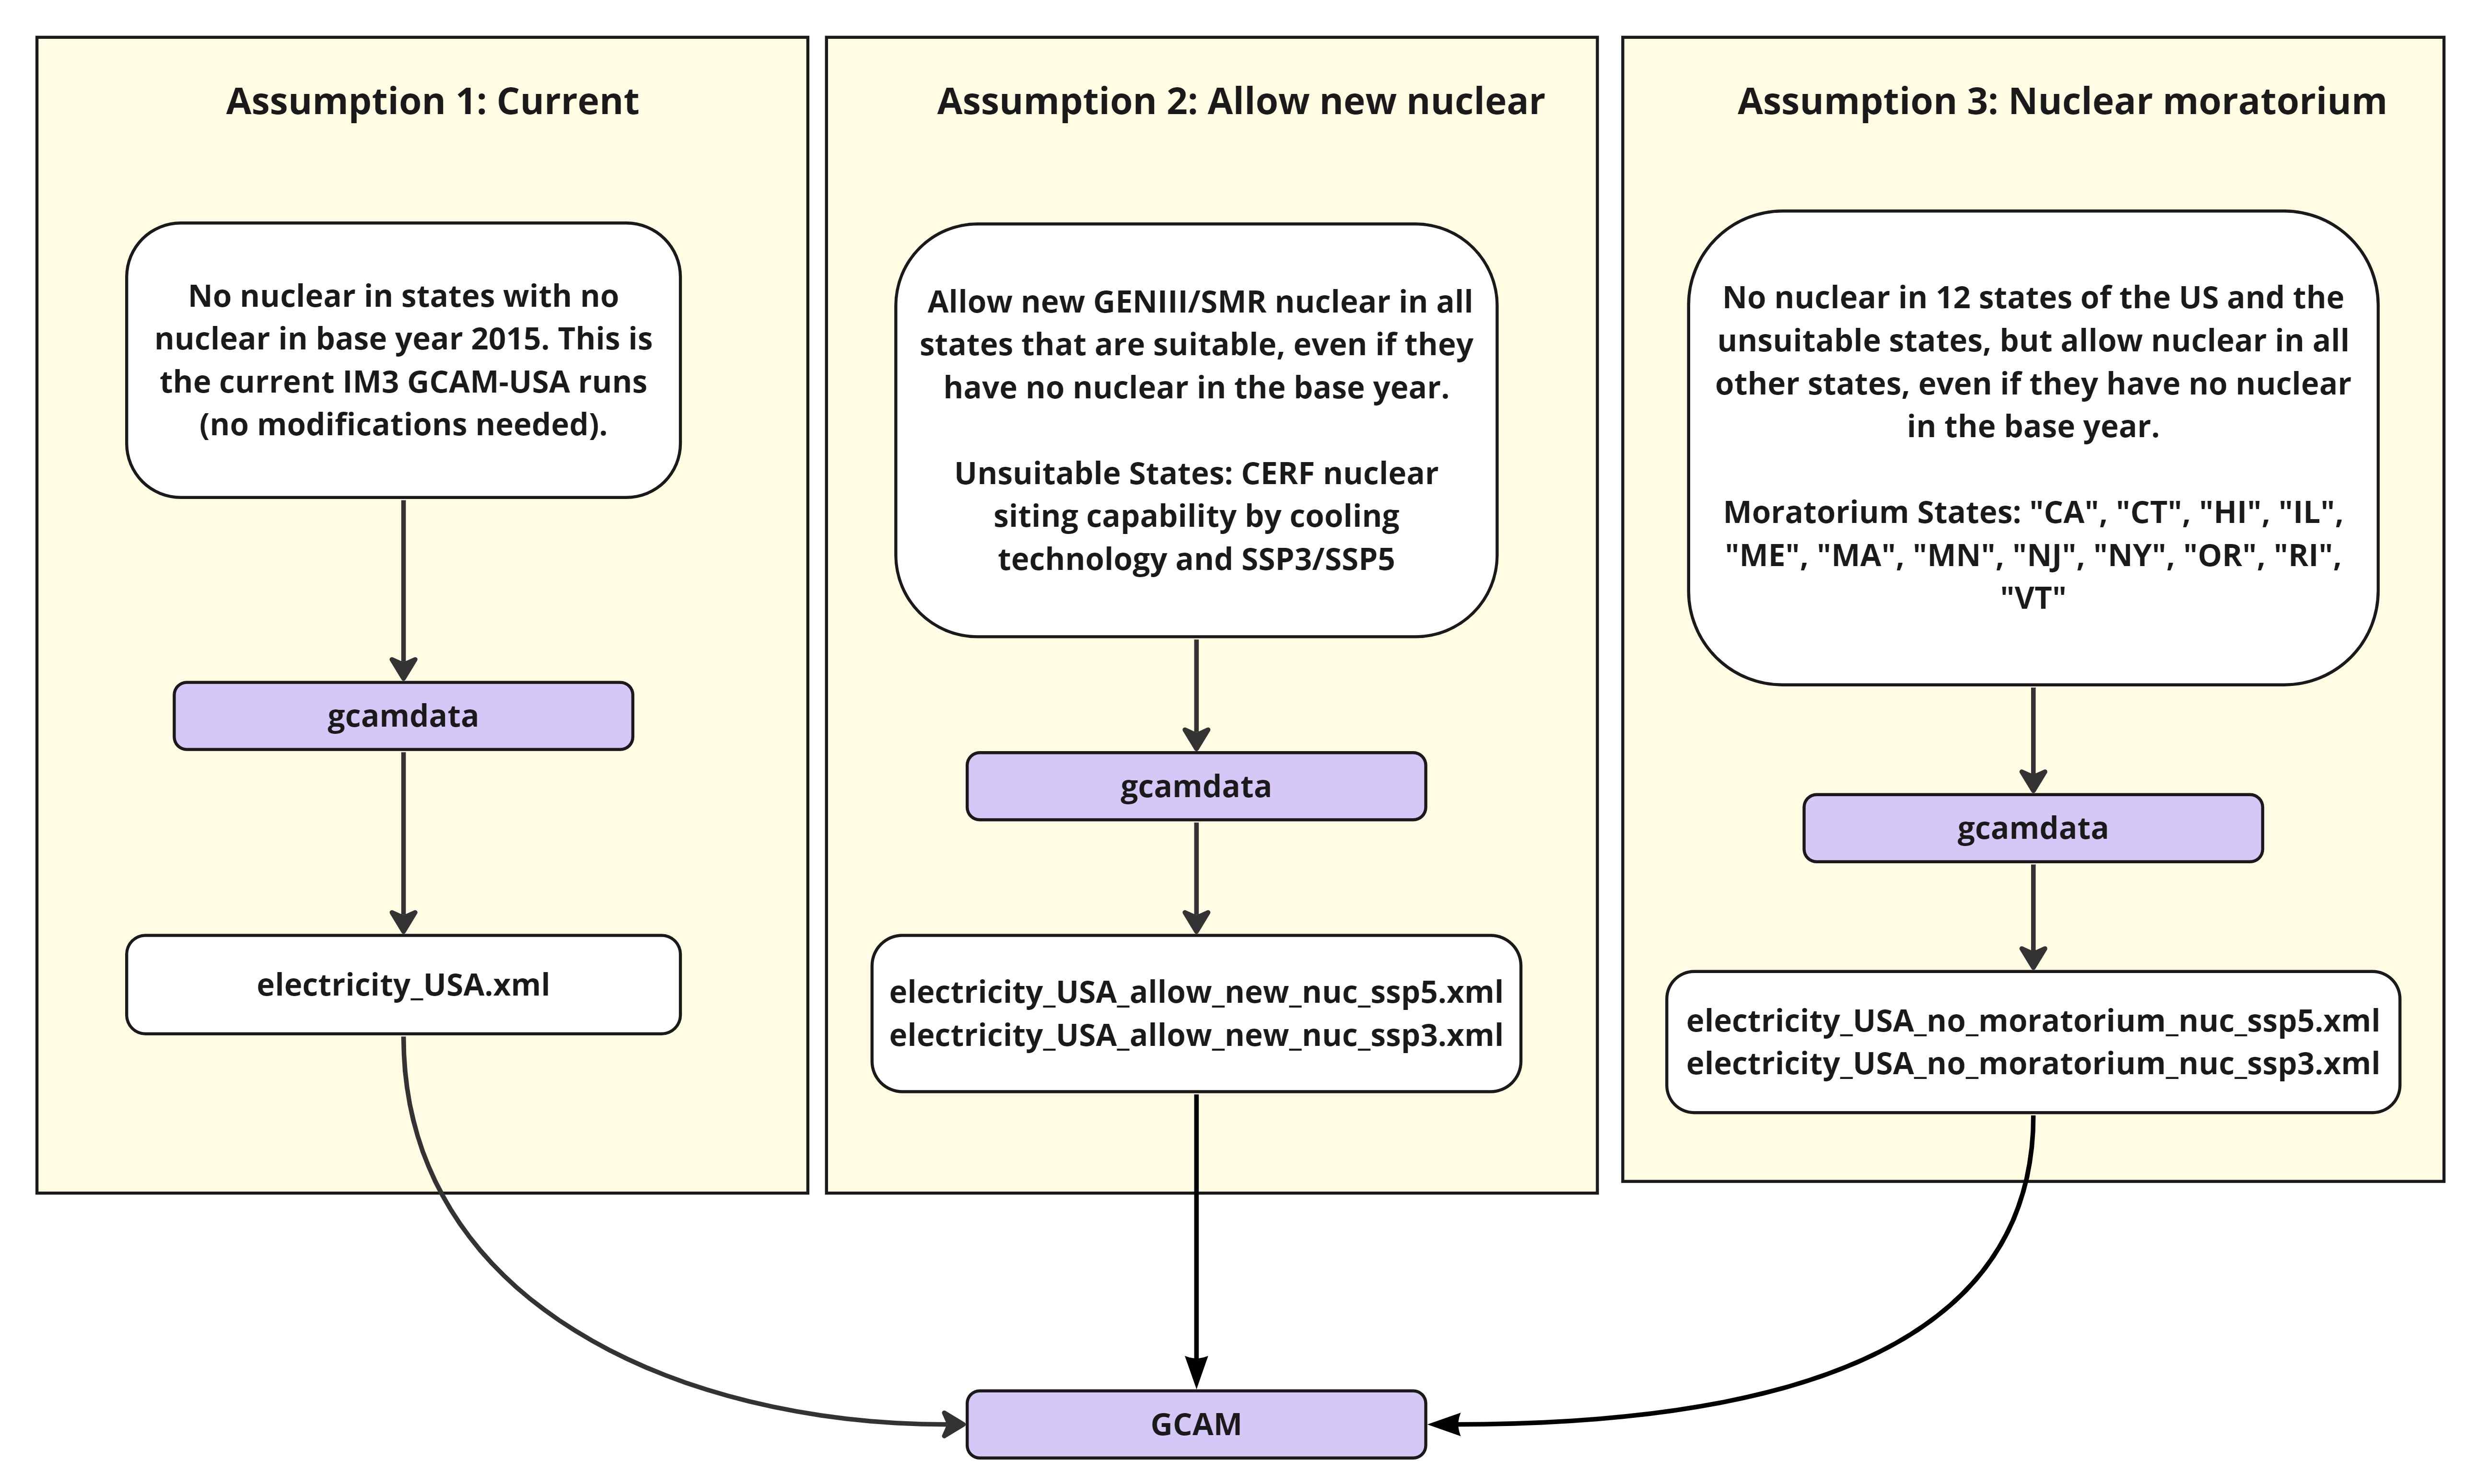 Assumption 1: Current
No nuclear in states with no
nuclear in base year 2015. This is
the current IM3 GCAM-USA runs
(no modifications needed).
gcamdata
electricity_USA.xml
Assumption 2: Allow new nuclear
Allow new GENIII/SMR nuclear in all
states that are suitable, even if they
have no nuclear in the base year.
Unsuitable States: CERF nuclear
siting capability by cooling
technology and SSP3/SSP5
gcamdata
electricity_USA_allow_new_nuc_ssp5.xml
electricity_USA_allow_new_nuc_ssp3.xml
Assumption 3: Nuclear moratorium
No nuclear in 12 states of the US and the
unsuitable states, but allow nuclear in all
other states, even if they have no nuclear
in the base year.
Moratorium States: "CA", "CT", "HI", "IL",
"ME", "MA", "MN", "NJ", "NY", "OR", "RI",
"VT"
gcamdata
electricity_USA_no_moratorium_nuc_ssp5.xml
electricity_USA_no_moratorium_nuc_ssp3.xml
GCAM